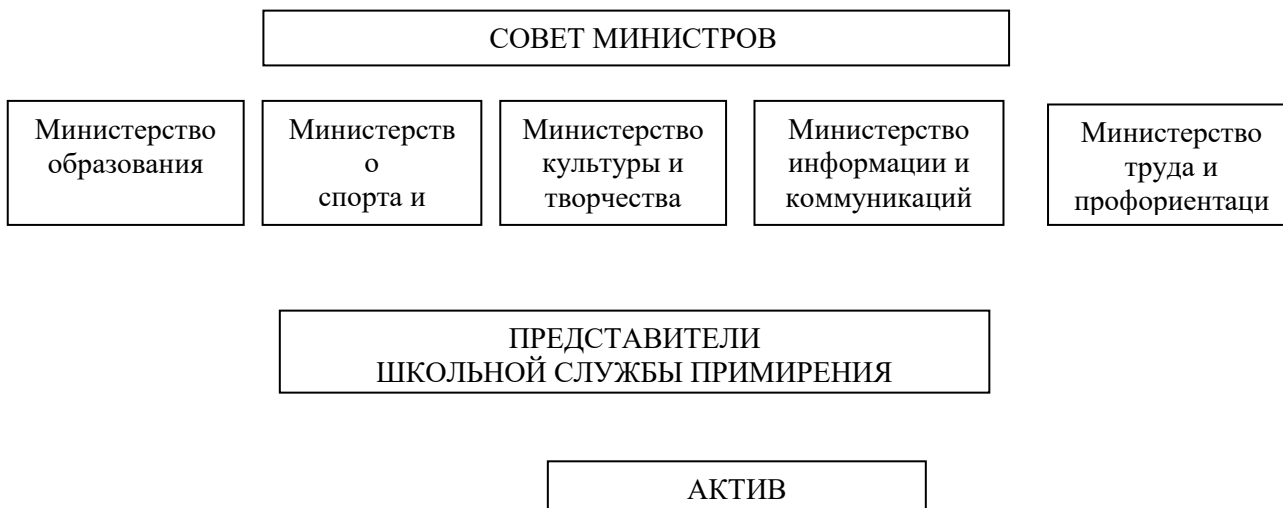 СОВЕТ МИНИСТРОВ
Министерство
образования
Министерств
о
спорта и
Министерство
культуры и
творчества
Министерство
информации и
коммуникаций
Министерство
труда и
профориентаци
ПРЕДСТАВИТЕЛИ
ШКОЛЬНОЙ СЛУЖБЫ ПРИМИРЕНИЯ
АКТИВ